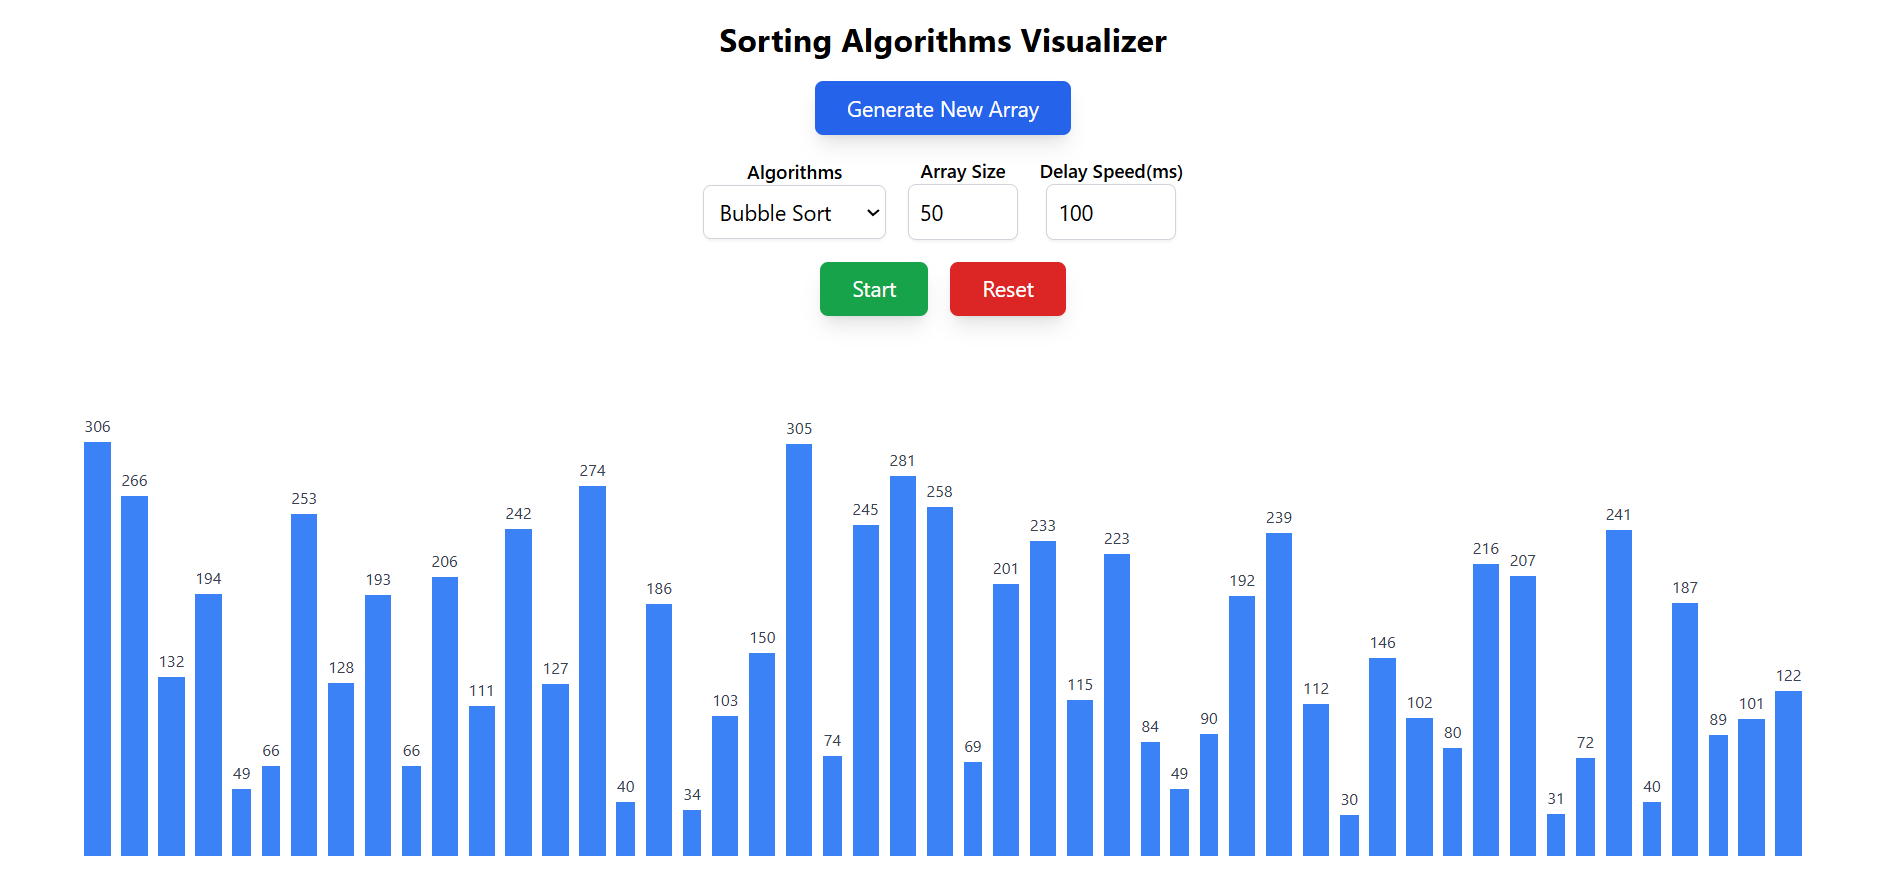 Sorting Algorithms Visualizer
Generate New Array
Algorithms Array Size Delay Speed(ms)
Bubble Sort 50 100
Start Reset
306 266 132 194 49 66 253 128 193 66 206 111 242 127 274 40 186 34 103 150 305 74 245 281 258 69 201 233 115 223 84 49 90 192 239 112 30 146 102 80 216 207 31 72 241 40 187 89 101 122